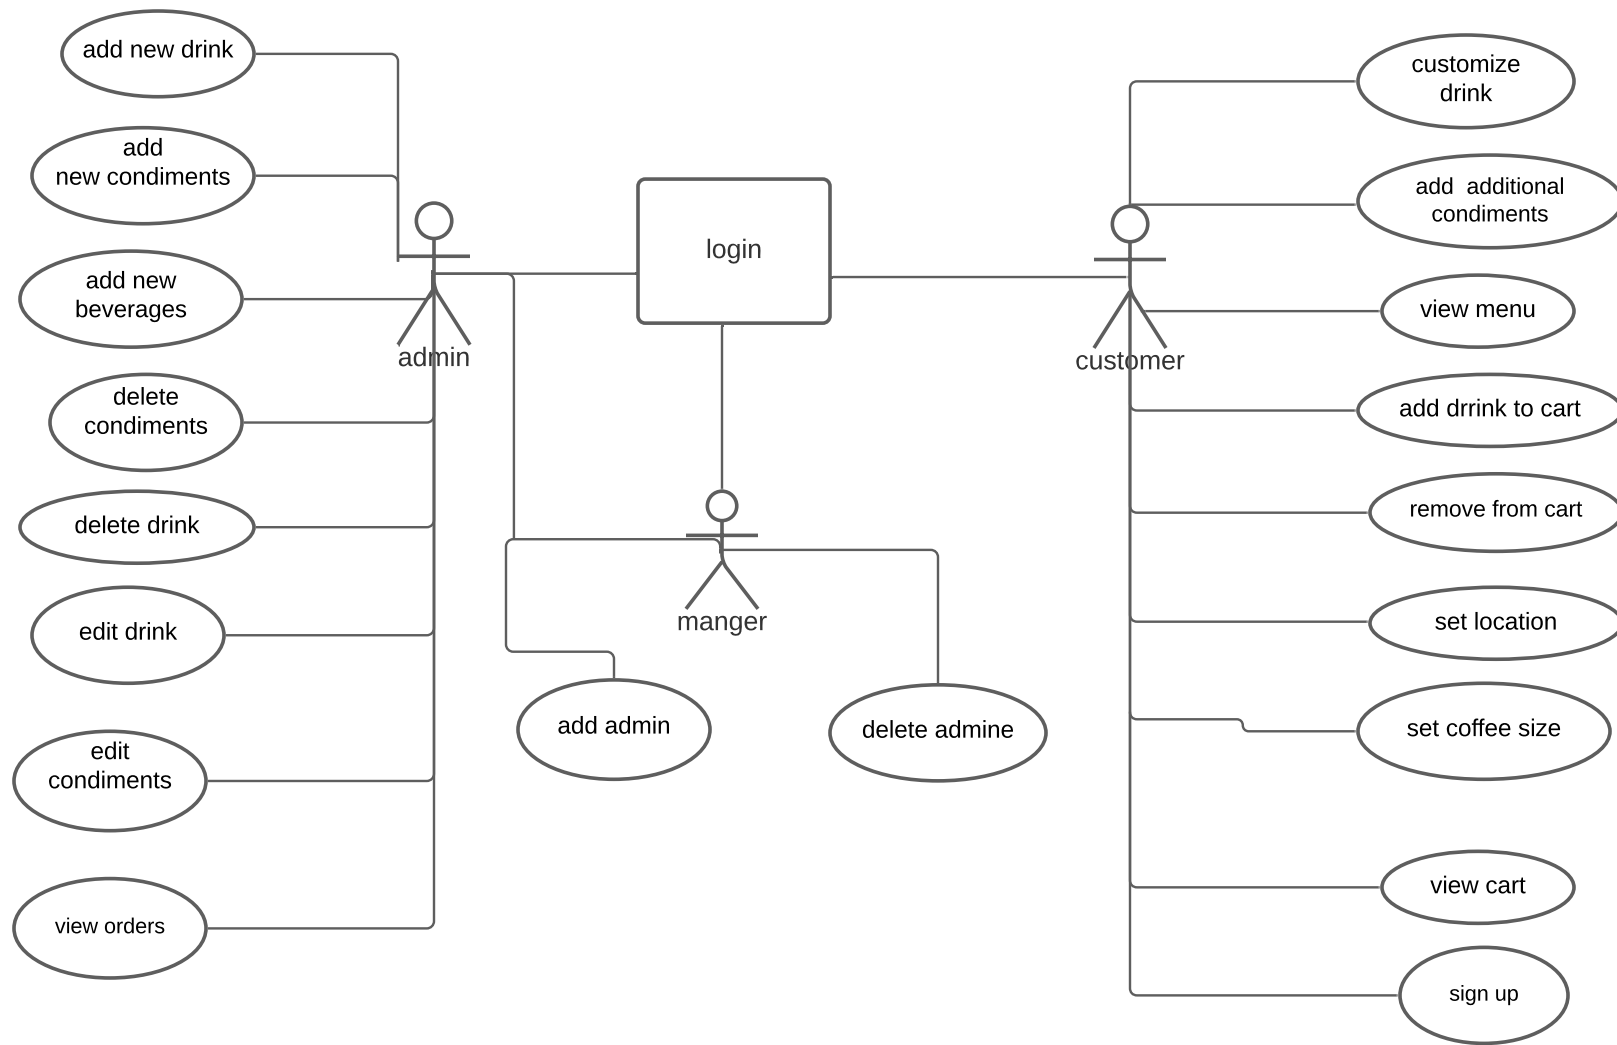 add new drink
add
new condiments
add new
beverages
admin
delete
condiments
delete drink
edit drink
edit
condiments
view orders
login
manger
add admin
delete admine
customize
drink
add  additional
condiments
customer
view menu
add drrink to cart
remove from cart
set location
set coffee size
view cart
sign up